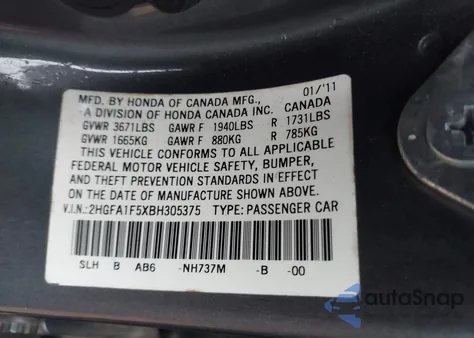 MFD. BY HONDA OF CANADA MFG., 01/'11
A DIVISION OF HONDA CANADA INC. CANADA
GVWR 3671LBS GAWR F 1940LBS R 1731LBS
GVWR 1665KG GAWR F 880KG R 785KG
THIS VEHICLE CONFORMS TO ALL APPLICABLE
FEDERAL MOTOR VEHICLE SAFETY, BUMPER,
AND THEFT PREVENTION STANDARDS IN EFFECT
ON THE DATE OF MANUFACTURE SHOWN ABOVE.
V.I.N.:2HGFA1F5XBH305375 TYPE: PASSENGER CAR
SLH B AB6 -NH737M -B -00
autoSnap